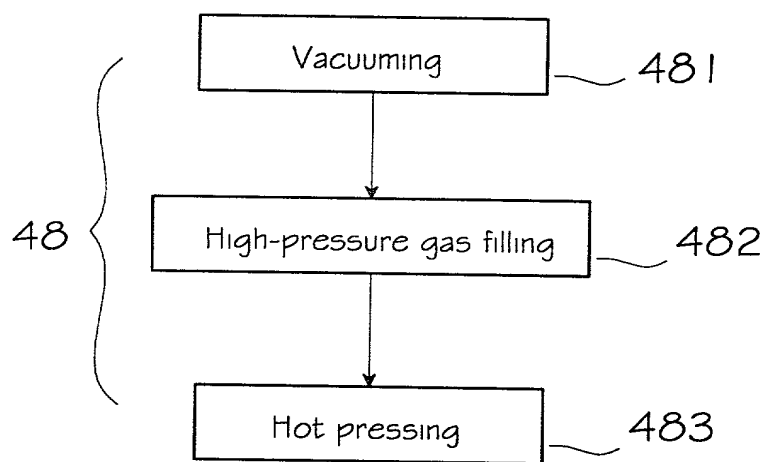 Vacuuming
481
48
High-pressure gas filling
482
Hot pressing
483